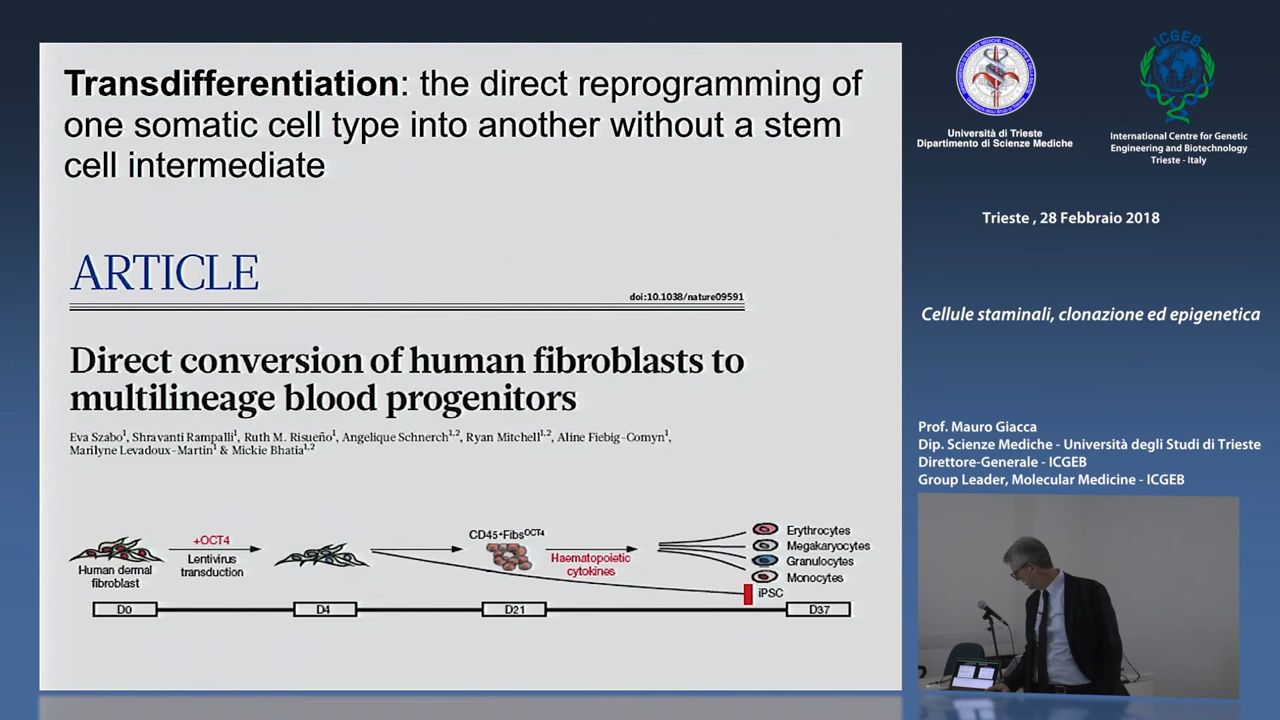 Transdifferentiation: the direct reprogramming of
one somatic cell type into another without a stem
cell intermediate
ARTICLE
doi:10.1038/nature09591
Direct conversion of human fibroblasts to
multilineage blood progenitors
Eva Szabo¹, Shravanti Rampalli¹, Ruth M. Risueño¹, Angelique Schnerch¹,², Ryan Mitchell¹,², Aline Fiebig-Comyn¹,
Marilyne Levadoux-Martin¹ & Mickie Bhatia¹,²
+OCT4
Lentivirus
transduction
Human dermal
fibroblast
CD45⁺Fibs^OCT4
Haematopoietic
cytokines
Erythrocytes
Megakaryocytes
Granulocytes
Monocytes
iPSC
D0
D4
D21
D37
ICGEB
Università di Trieste
Dipartimento di Scienze Mediche
International Centre for Genetic
Engineering and Biotechnology
Trieste - Italy
Trieste , 28 Febbraio 2018
Cellule staminali, clonazione ed epigenetica
Prof. Mauro Giacca
Dip. Scienze Mediche - Università degli Studi di Trieste
Direttore-Generale - ICGEB
Group Leader, Molecular Medicine - ICGEB